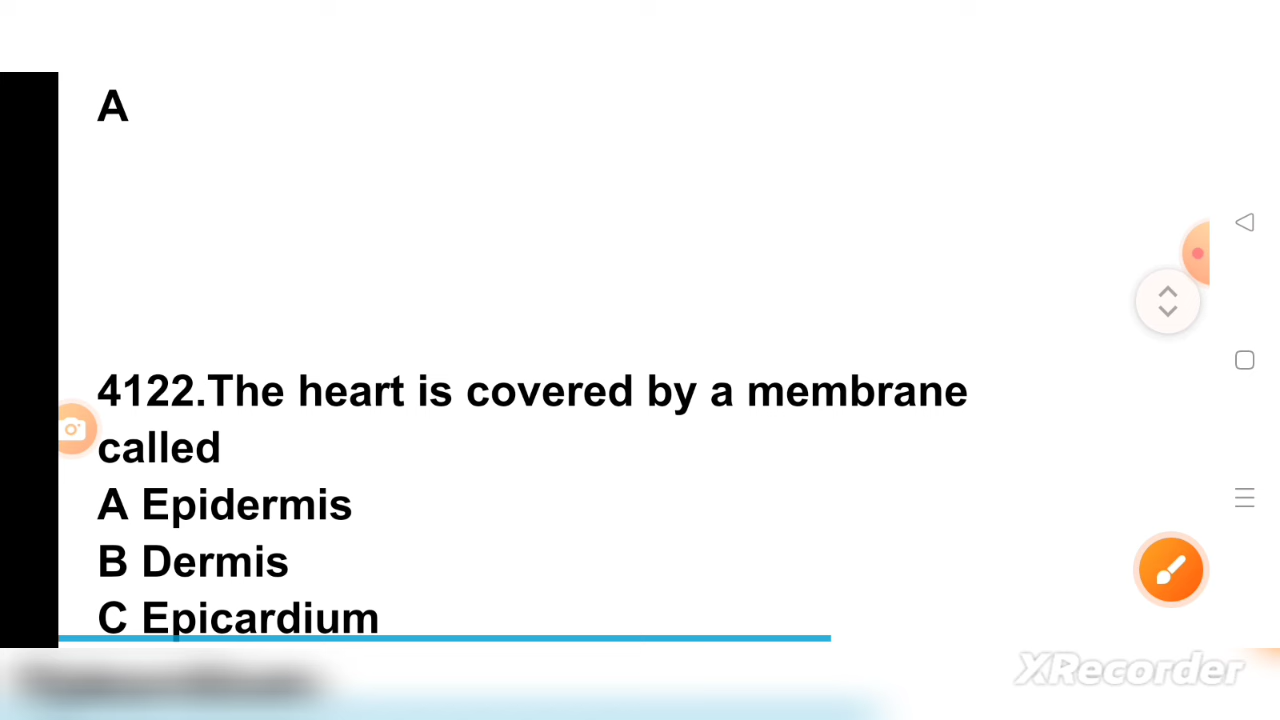 A
4122.The heart is covered by a membrane
called
A Epidermis
B Dermis
C Epicardium
XRecorder